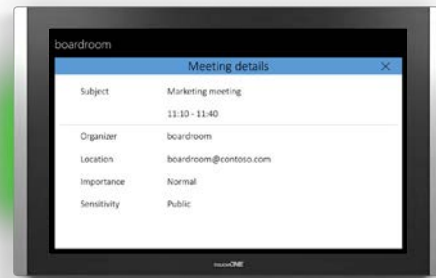 boardroom
Meeting details
Subject Marketing meeting
11:10 - 11:40
Organizer boardroom
Location boardroom@contoso.com
Importance Normal
Sensitivity Public